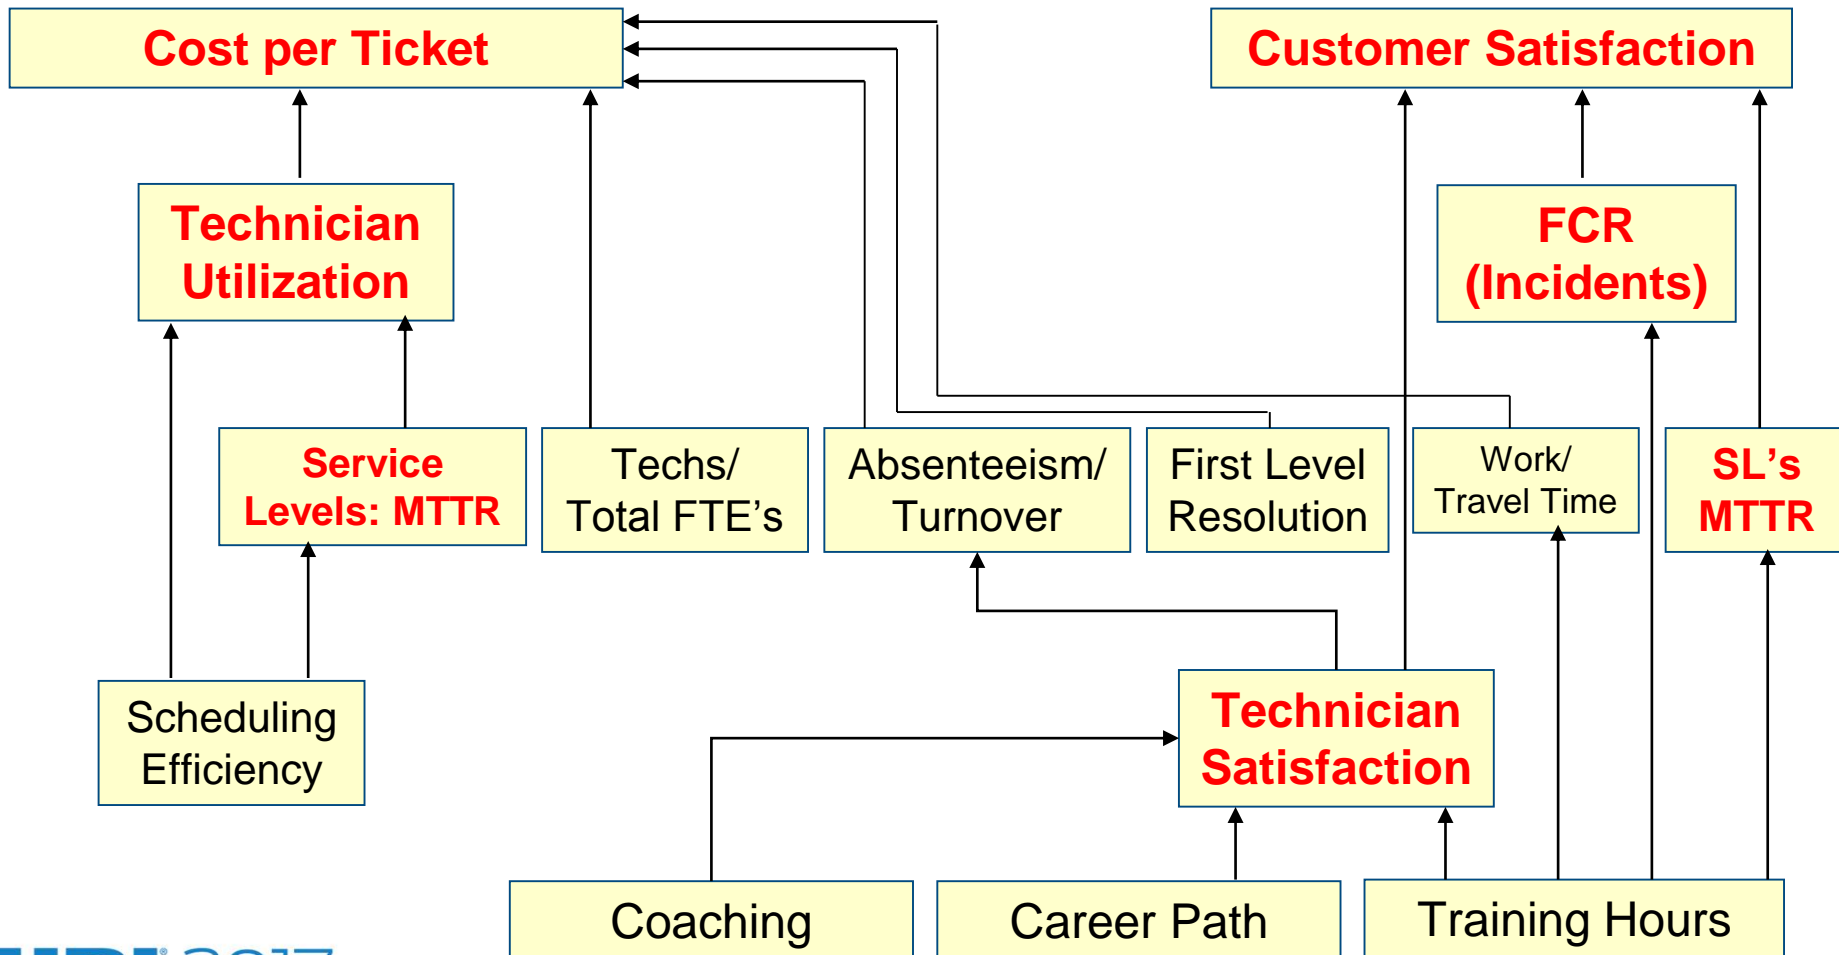 Cost per Ticket
Customer Satisfaction
Technician
Utilization
FCR
(Incidents)
Service
Levels: MTTR
Techs/
Total FTE's
Absenteeism/
Turnover
First Level
Resolution
Work/
Travel Time
SL’s
MTTR
Scheduling
Efficiency
Technician
Satisfaction
Coaching
Career Path
Training Hours